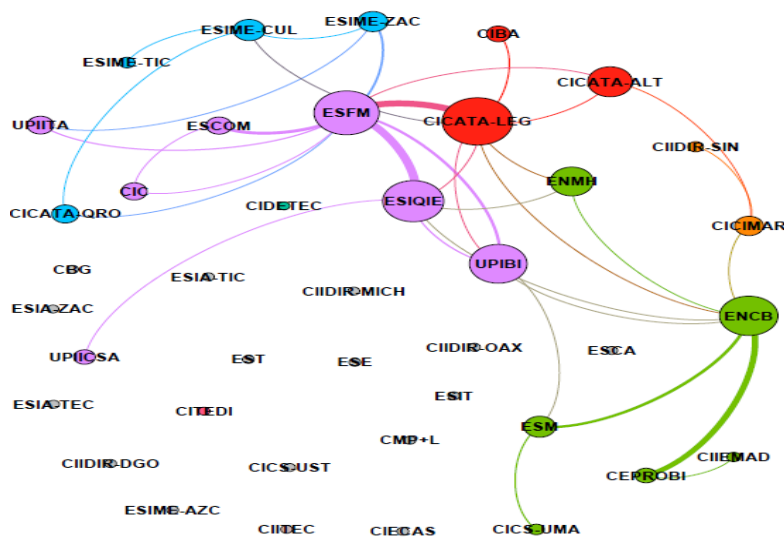 ESIME-CUL
ESIME-ZAC
CIBA
ESIME-TIC
CICATA-ALT
ESFM
CICATA-LEG
UPIITA
ESCOM
CIIDIR-SIN
ENMH
CIC
ESIQIE
CIDETEC
CICATA-QRO
CICIMAR
UPIBI
CBG
ESIA-TIC
CIIDIR-MICH
ESIA-ZAC
ENCB
CIIDIR-OAX
ESCA
UPIICSA
EST
ESE
ESIA-TEC
CITEDI
ESIT
ESM
CMP+L
CIIDIR-DGO
CICS-UST
CIIEMAD
CEPROBI
ESIME-AZC
CIITEC
CIECAS
CICS-UMA